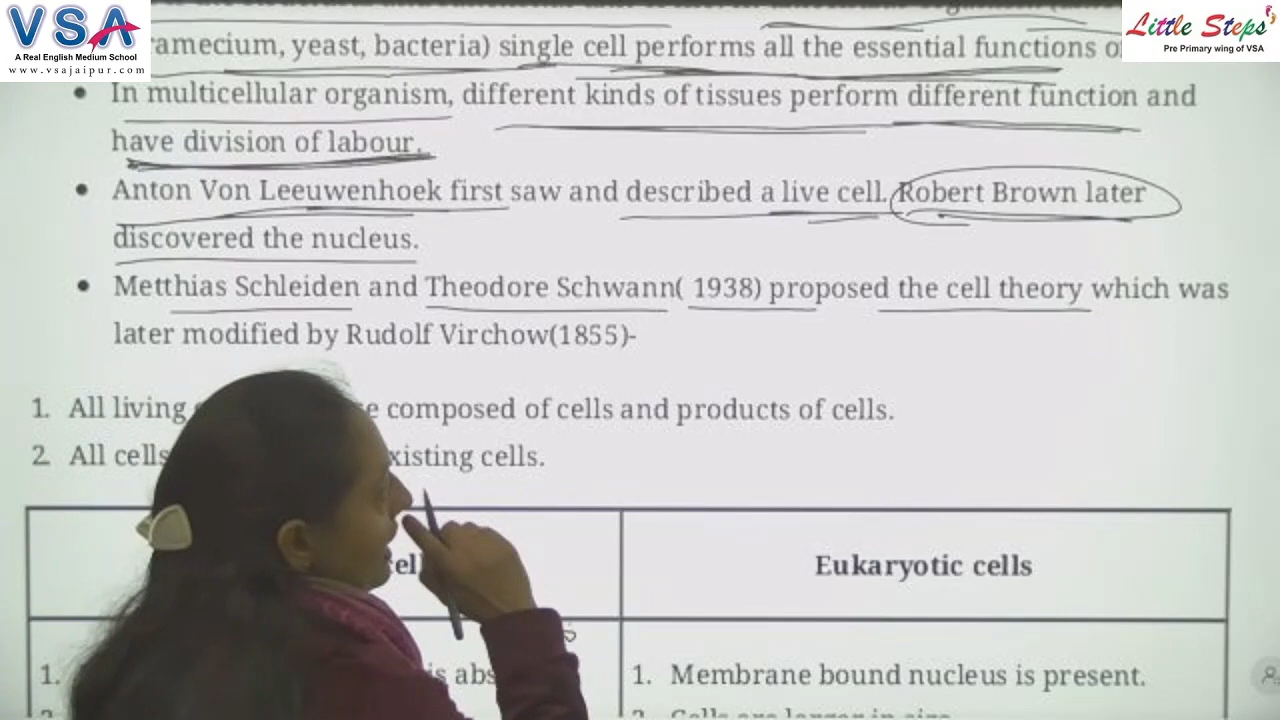 VSA
A Real English Medium School
www.vsajaipur.com
Little Steps
Pre Primary wing of VSA
amecium, yeast, bacteria) single cell performs all the essential functions
• In multicellular organism, different kinds of tissues perform different function and
have division of labour.
• Anton Von Leeuwenhoek first saw and described a live cell. Robert Brown later
discovered the nucleus.
• Metthias Schleiden and Theodore Schwann( 1938) proposed the cell theory which was
later modified by Rudolf Virchow(1855)-
1. All living composed of cells and products of cells.
2. All cells xisting cells.
Eukaryotic cells
1. is abs
1. Membrane bound nucleus is present.